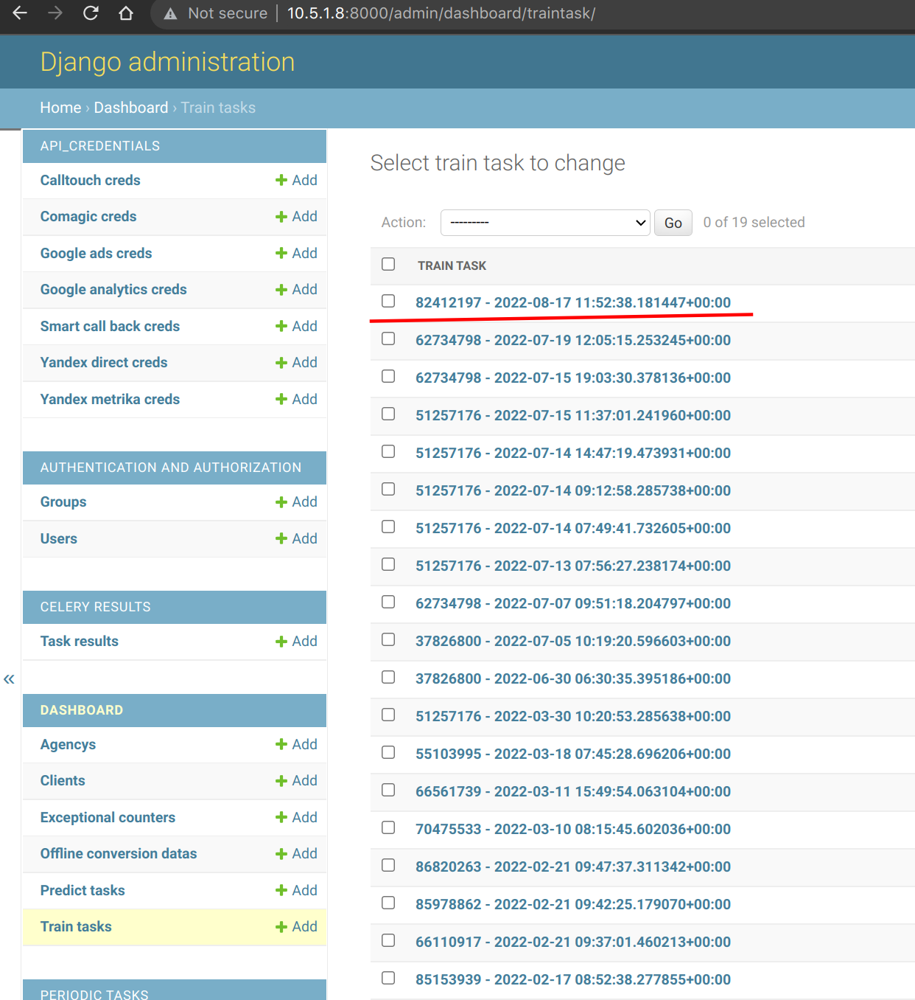 Not secure | 10.5.1.8:8000/admin/dashboard/traintask/
Django administration
Home › Dashboard › Train tasks
API_CREDENTIALS
Calltouch creds Add
Comagic creds Add
Google ads creds Add
Google analytics creds Add
Smart call back creds Add
Yandex direct creds Add
Yandex metrika creds Add
AUTHENTICATION AND AUTHORIZATION
Groups Add
Users Add
CELERY RESULTS
Task results Add
«
DASHBOARD
Agencys Add
Clients Add
Exceptional counters Add
Offline conversion datas Add
Predict tasks Add
Train tasks Add
PERIODIC TASKS
Select train task to change
Action: --------- Go 0 of 19 selected
TRAIN TASK
82412197 - 2022-08-17 11:52:38.181447+00:00
62734798 - 2022-07-19 12:05:15.253245+00:00
62734798 - 2022-07-15 19:03:30.378136+00:00
51257176 - 2022-07-15 11:37:01.241960+00:00
51257176 - 2022-07-14 14:47:19.473931+00:00
51257176 - 2022-07-14 09:12:58.285738+00:00
51257176 - 2022-07-14 07:49:41.732605+00:00
51257176 - 2022-07-13 07:56:27.238174+00:00
62734798 - 2022-07-07 09:51:18.204797+00:00
37826800 - 2022-07-05 10:19:20.596603+00:00
37826800 - 2022-06-30 06:30:35.395186+00:00
51257176 - 2022-03-30 10:20:53.285638+00:00
55103995 - 2022-03-18 07:45:28.696206+00:00
66561739 - 2022-03-11 15:49:54.063104+00:00
70475533 - 2022-03-10 08:15:45.602036+00:00
86820263 - 2022-02-21 09:47:37.311342+00:00
85978862 - 2022-02-21 09:42:25.179070+00:00
66110917 - 2022-02-21 09:37:01.460213+00:00
85153939 - 2022-02-17 08:52:38.277855+00:00